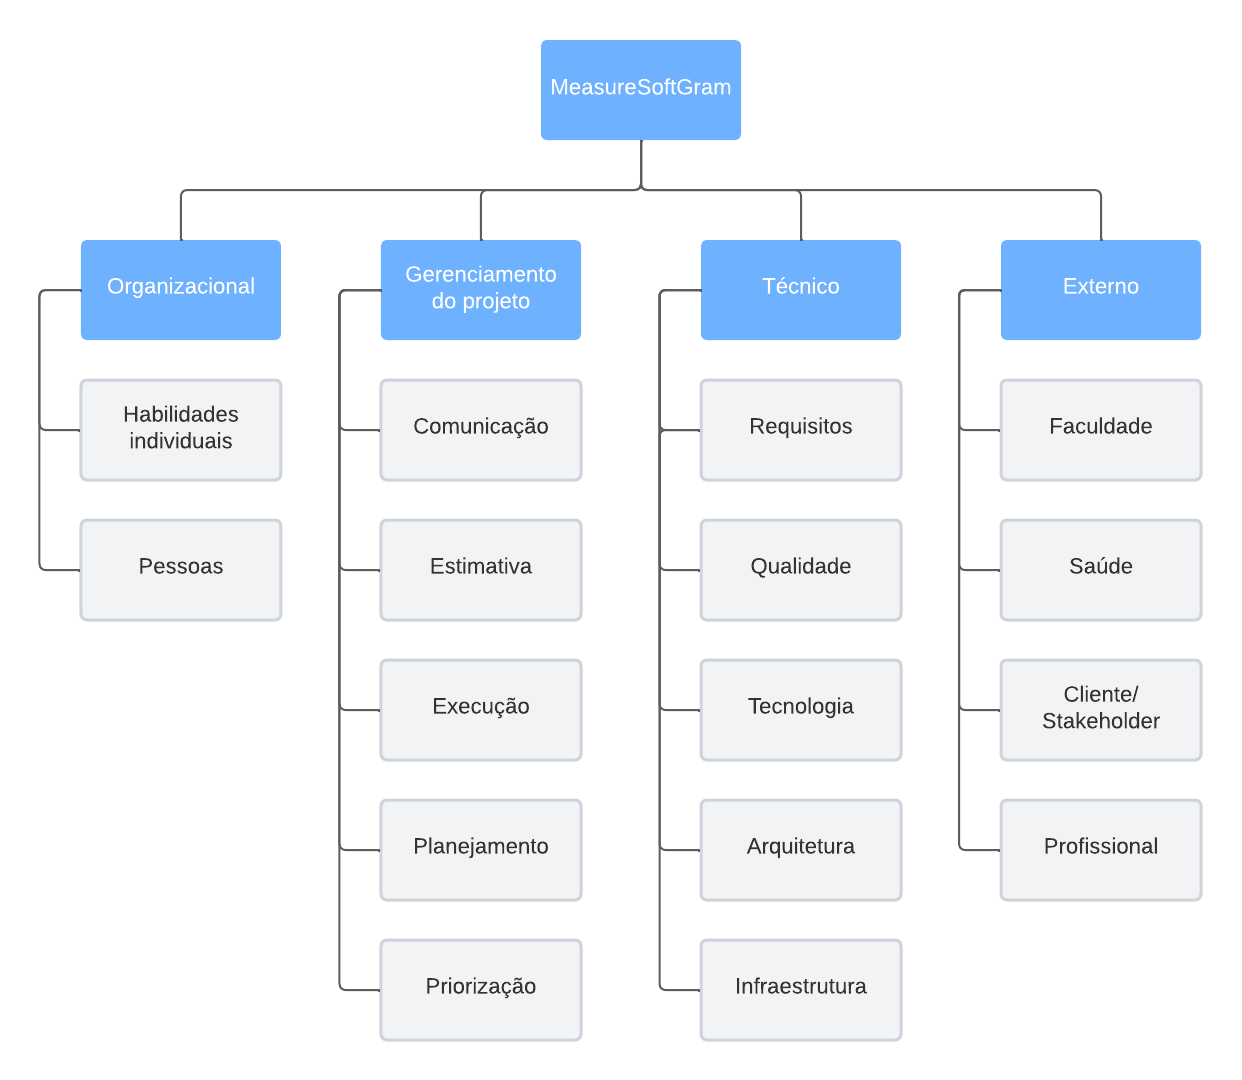 MeasureSoftGram
Organizacional
Gerenciamento
do projeto
Técnico
Externo
Habilidades
individuais
Comunicação
Requisitos
Faculdade
Pessoas
Estimativa
Qualidade
Saúde
Execução
Tecnologia
Cliente/
Stakeholder
Planejamento
Arquitetura
Profissional
Priorização
Infraestrutura